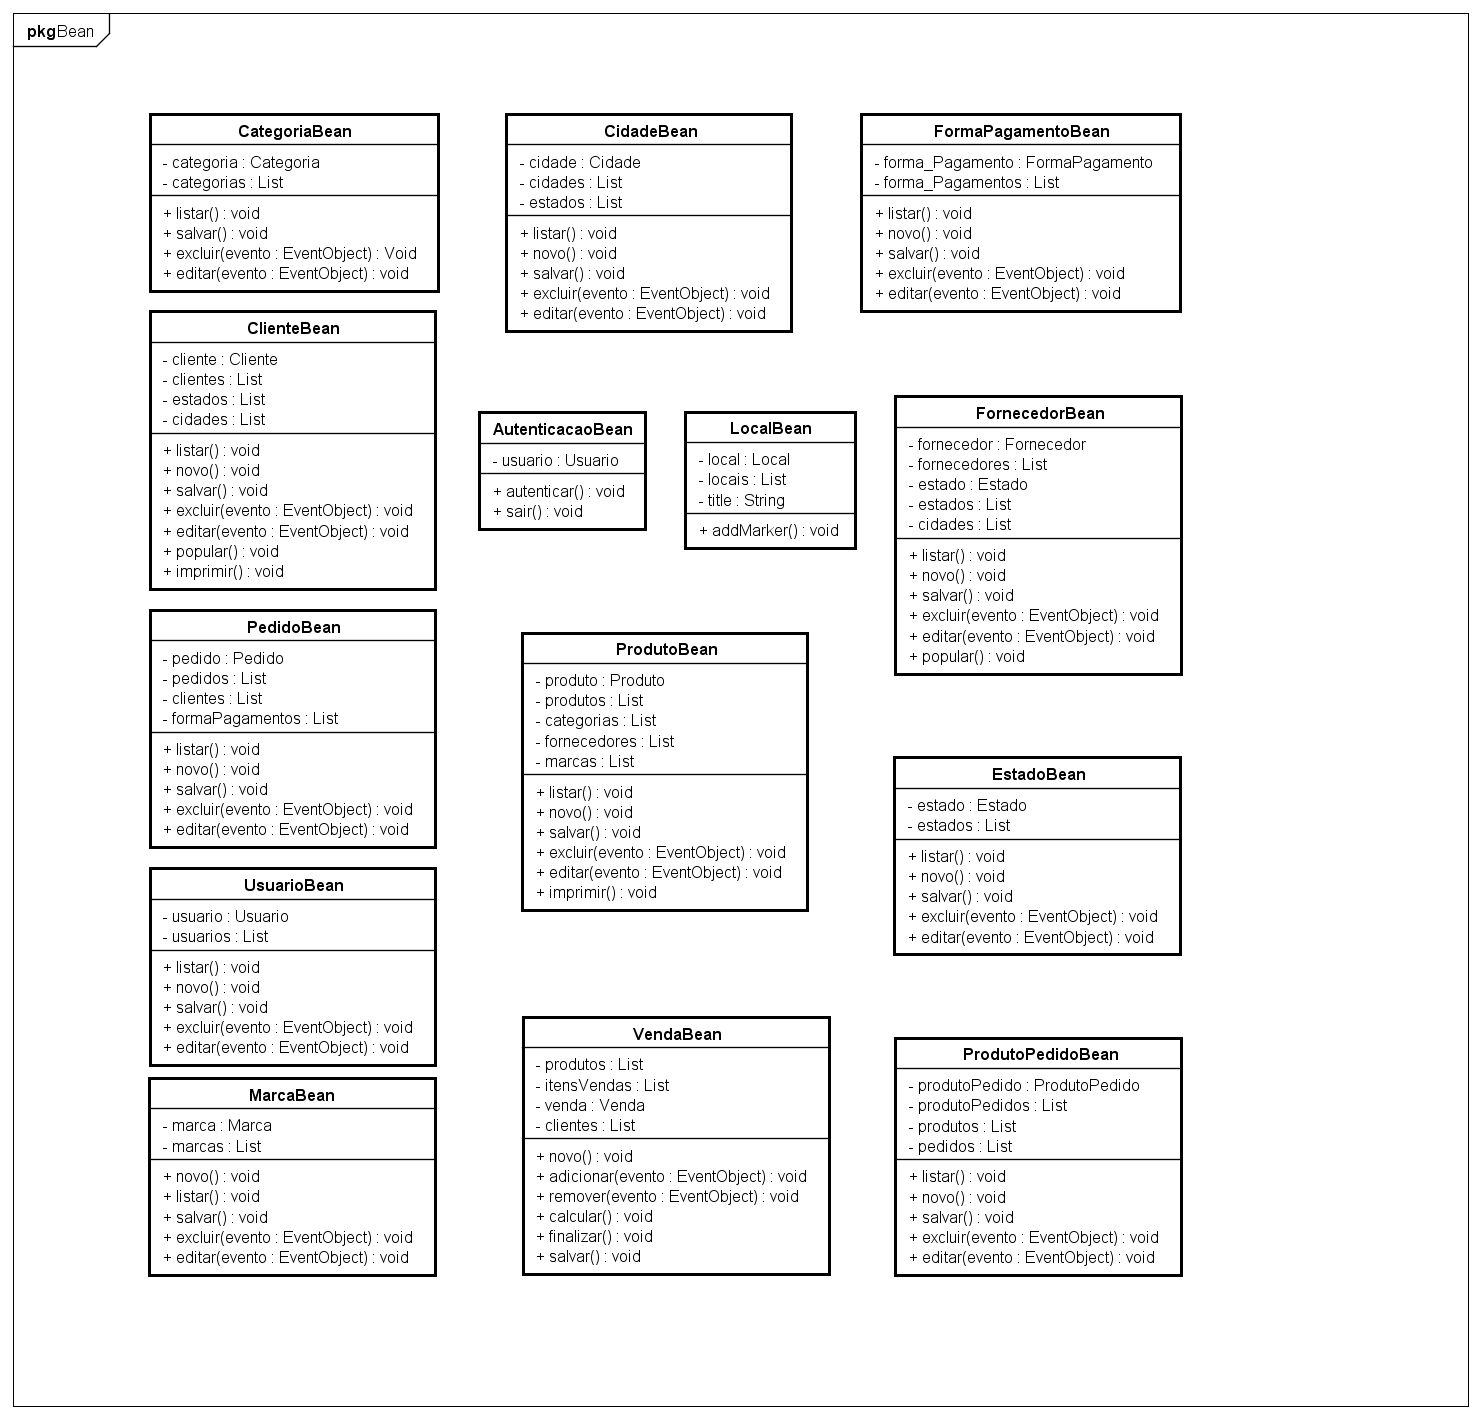 pkgBean
CategoriaBean
- categoria : Categoria
- categorias : List
+ listar() : void
+ salvar() : void
+ excluir(evento : EventObject) : Void
+ editar(evento : EventObject) : void
CidadeBean
- cidade : Cidade
- cidades : List
- estados : List
+ listar() : void
+ novo() : void
+ salvar() : void
+ excluir(evento : EventObject) : void
+ editar(evento : EventObject) : void
FormaPagamentoBean
- forma_Pagamento : FormaPagamento
- forma_Pagamentos : List
+ listar() : void
+ novo() : void
+ salvar() : void
+ excluir(evento : EventObject) : void
+ editar(evento : EventObject) : void
ClienteBean
- cliente : Cliente
- clientes : List
- estados : List
- cidades : List
+ listar() : void
+ novo() : void
+ salvar() : void
+ excluir(evento : EventObject) : void
+ editar(evento : EventObject) : void
+ popular() : void
+ imprimir() : void
AutenticacaoBean
- usuario : Usuario
+ autenticar() : void
+ sair() : void
LocalBean
- local : Local
- locais : List
- title : String
+ addMarker() : void
FornecedorBean
- fornecedor : Fornecedor
- fornecedores : List
- estado : Estado
- estados : List
- cidades : List
+ listar() : void
+ novo() : void
+ salvar() : void
+ excluir(evento : EventObject) : void
+ editar(evento : EventObject) : void
+ popular() : void
PedidoBean
- pedido : Pedido
- pedidos : List
- clientes : List
- formaPagamentos : List
+ listar() : void
+ novo() : void
+ salvar() : void
+ excluir(evento : EventObject) : void
+ editar(evento : EventObject) : void
ProdutoBean
- produto : Produto
- produtos : List
- categorias : List
- fornecedores : List
- marcas : List
+ listar() : void
+ novo() : void
+ salvar() : void
+ excluir(evento : EventObject) : void
+ editar(evento : EventObject) : void
+ imprimir() : void
EstadoBean
- estado : Estado
- estados : List
+ listar() : void
+ novo() : void
+ salvar() : void
+ excluir(evento : EventObject) : void
+ editar(evento : EventObject) : void
UsuarioBean
- usuario : Usuario
- usuarios : List
+ listar() : void
+ novo() : void
+ salvar() : void
+ excluir(evento : EventObject) : void
+ editar(evento : EventObject) : void
VendaBean
- produtos : List
- itensVendas : List
- venda : Venda
- clientes : List
+ novo() : void
+ adicionar(evento : EventObject) : void
+ remover(evento : EventObject) : void
+ calcular() : void
+ finalizar() : void
+ salvar() : void
ProdutoPedidoBean
- produtoPedido : ProdutoPedido
- produtoPedidos : List
- produtos : List
- pedidos : List
+ listar() : void
+ novo() : void
+ salvar() : void
+ excluir(evento : EventObject) : void
+ editar(evento : EventObject) : void
MarcaBean
- marca : Marca
- marcas : List
+ novo() : void
+ listar() : void
+ salvar() : void
+ excluir(evento : EventObject) : void
+ editar(evento : EventObject) : void